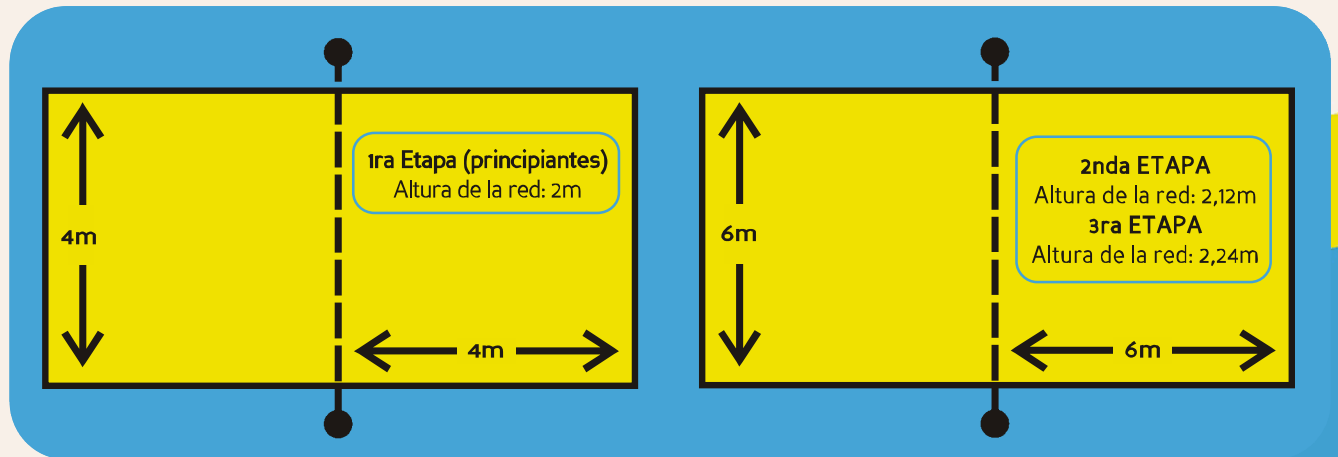 1ra Etapa (principiantes)
Altura de la red: 2m
4m
4m
2nda ETAPA
Altura de la red: 2,12m
3ra ETAPA
Altura de la red: 2,24m
6m
6m